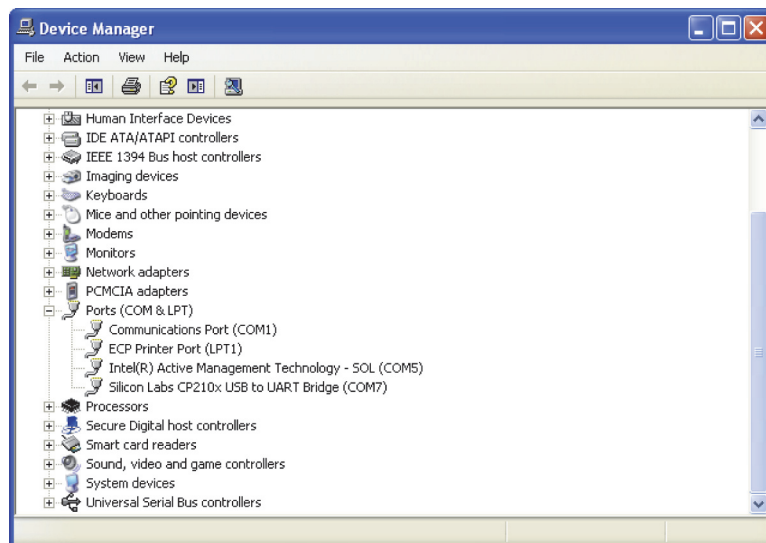 Device Manager
File Action View Help
Human Interface Devices
IDE ATA/ATAPI controllers
IEEE 1394 Bus host controllers
Imaging devices
Keyboards
Mice and other pointing devices
Modems
Monitors
Network adapters
PCMCIA adapters
Ports (COM & LPT)
Communications Port (COM1)
ECP Printer Port (LPT1)
Intel(R) Active Management Technology - SOL (COM5)
Silicon Labs CP210x USB to UART Bridge (COM7)
Processors
Secure Digital host controllers
Smart card readers
Sound, video and game controllers
System devices
Universal Serial Bus controllers